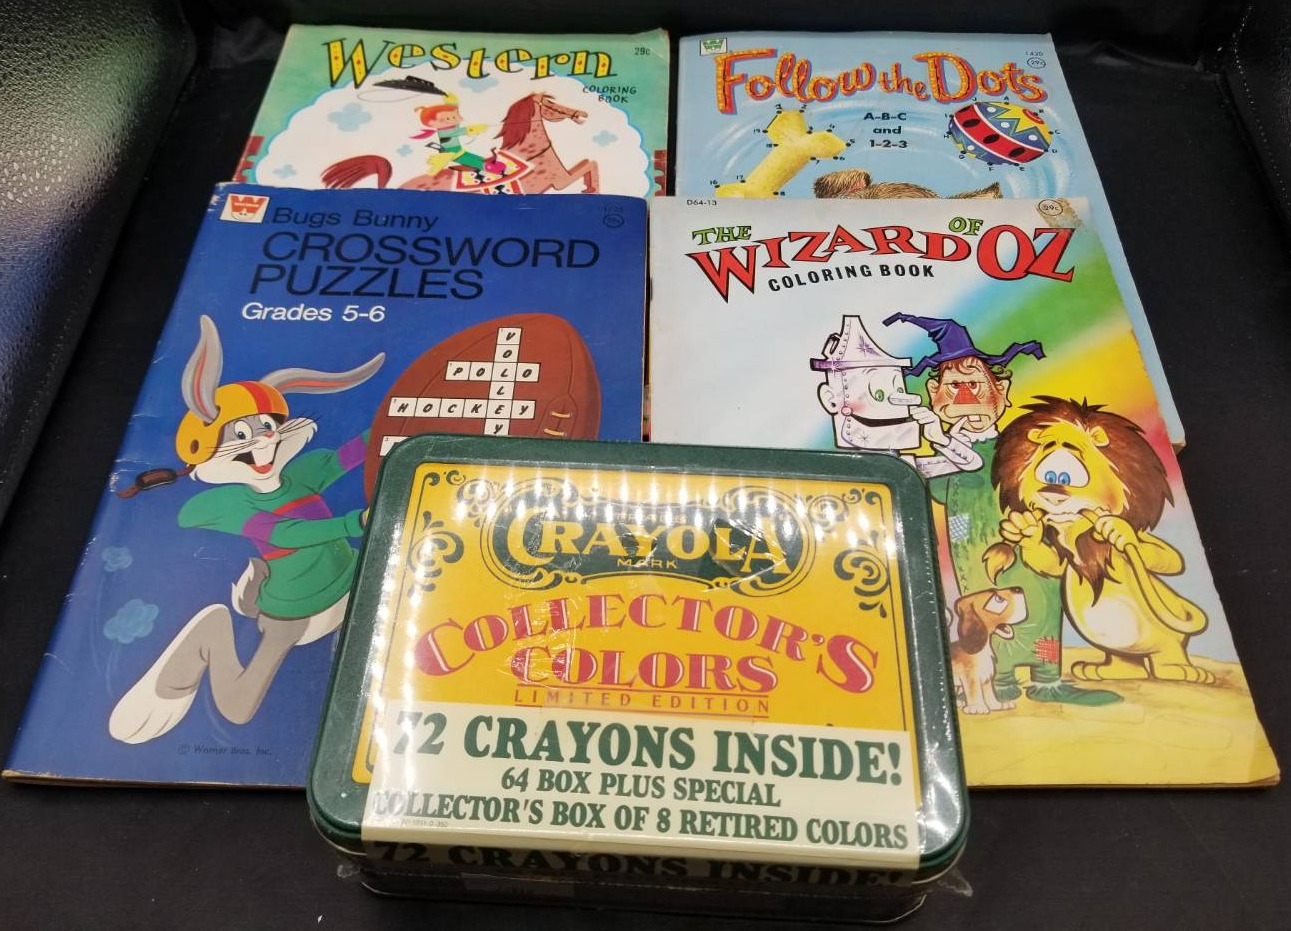 Western
29¢
COLORING
BOOK
Follow the Dots
29¢
A-B-C
and
1-2-3
Bugs Bunny
CROSSWORD
PUZZLES
Grades 5-6
VOLLEY
POLO
HOCKEY
© Warner Bros. Inc.
D64-13
29¢
THE
WIZARD OF OZ
COLORING BOOK
CRAYOLA
MARK
COLLECTOR'S
COLORS
LIMITED EDITION
72 CRAYONS INSIDE!
64 BOX PLUS SPECIAL
COLLECTOR'S BOX OF 8 RETIRED COLORS
72 CRAYONS INSIDE!